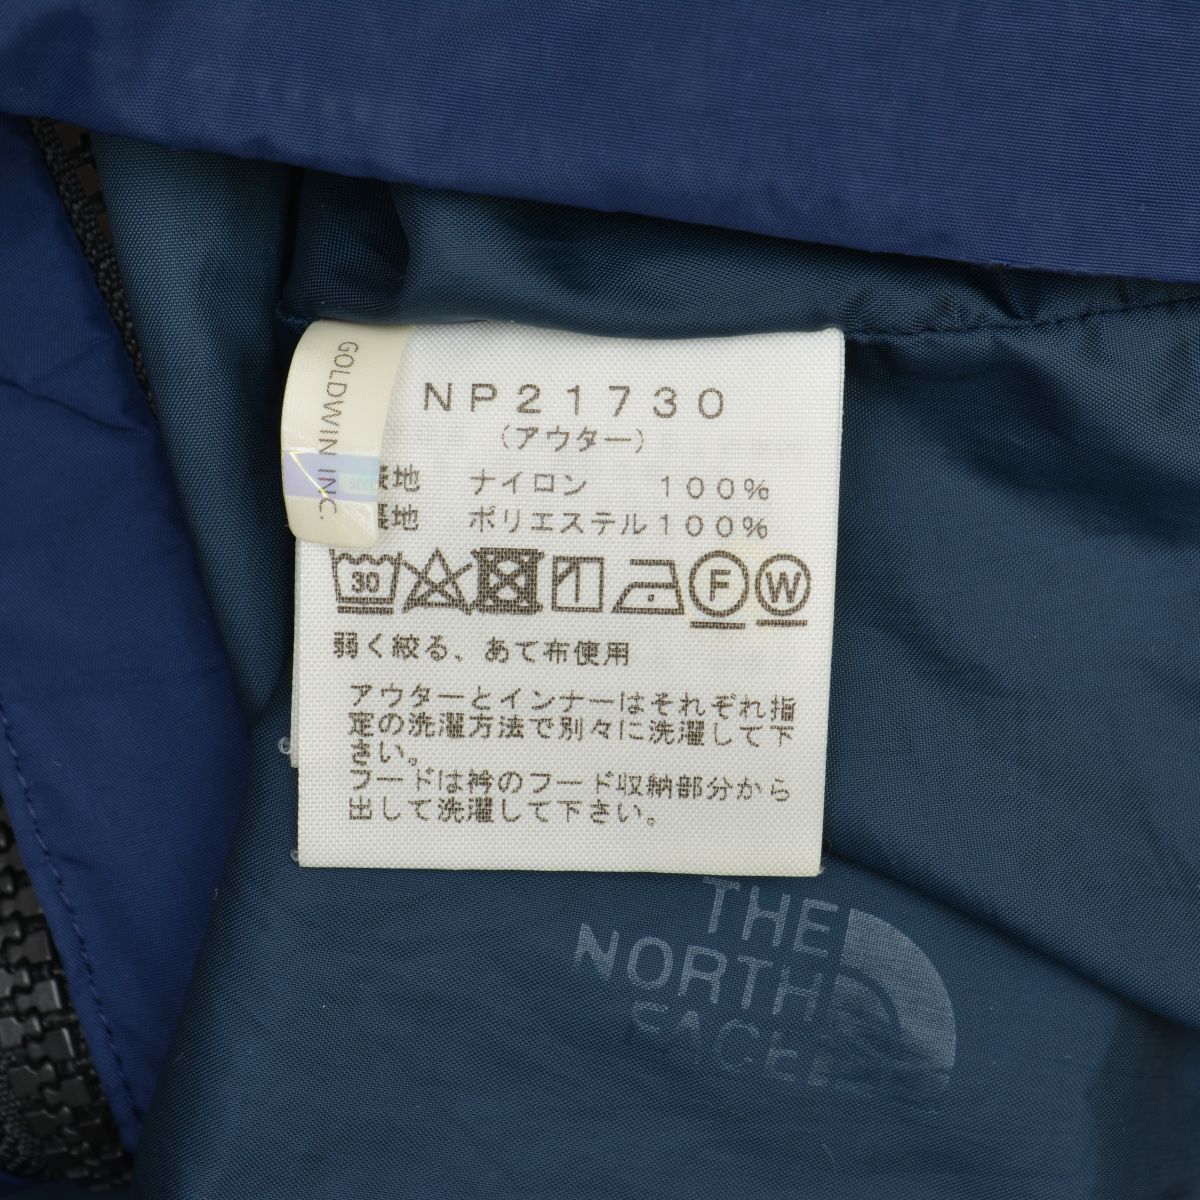 GOLDWIN INC.
NP21730
(アウター)
地 ナイロン 100%
地 ポリエステル100%
30 F W
弱く絞る、あて布使用
アウターとインナーはそれぞれ指
定の洗濯方法で別々に洗濯して下
さい。
フードは衿のフード収納部分から
出して洗濯して下さい。
THE
NORTH
FACE